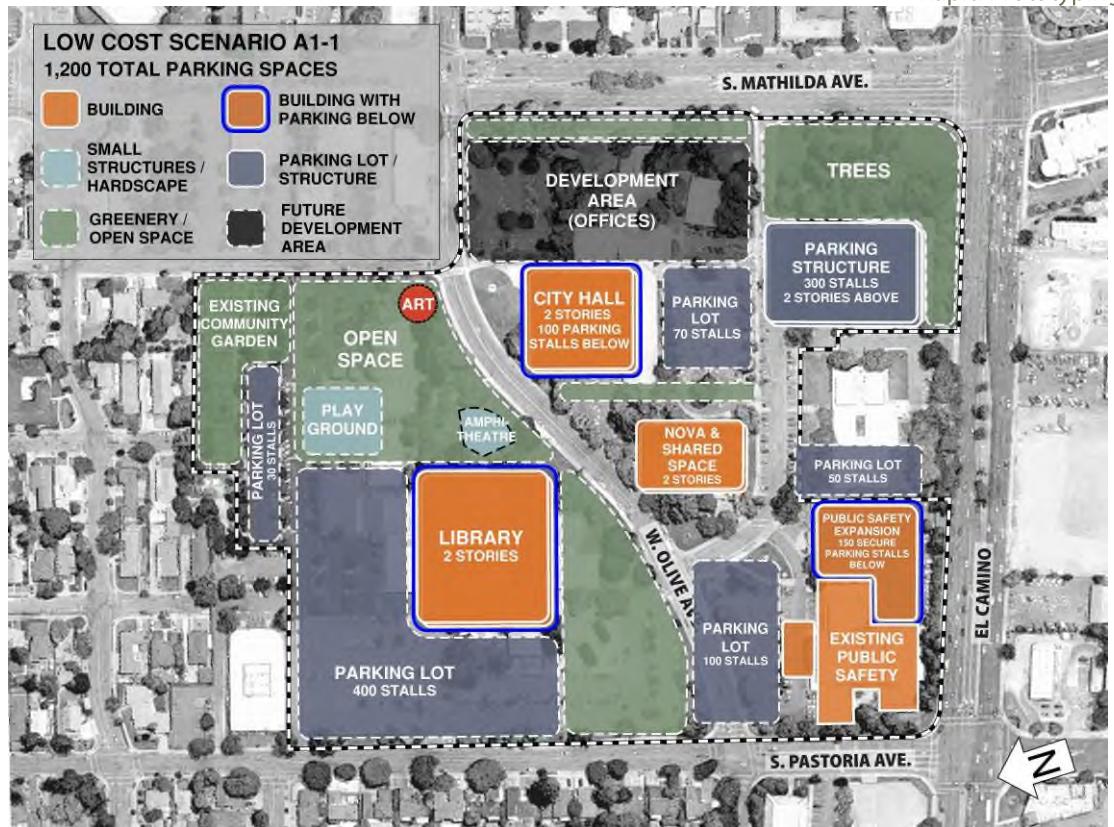 LOW COST SCENARIO A1-1
1,200 TOTAL PARKING SPACES
BUILDING
BUILDING WITH
PARKING BELOW
SMALL
STRUCTURES /
HARDSCAPE
PARKING LOT /
STRUCTURE
GREENERY /
OPEN SPACE
FUTURE
DEVELOPMENT
AREA
S. MATHILDA AVE.
DEVELOPMENT
AREA
(OFFICES)
TREES
PARKING
STRUCTURE
300 STALLS
2 STORIES ABOVE
CITY HALL
2 STORIES
100 PARKING
STALLS BELOW
PARKING
LOT
70 STALLS
EXISTING
COMMUNITY
GARDEN
ART
OPEN
SPACE
PLAY
GROUND
AMPHI-
THEATRE
PARKING LOT
30 STALLS
NOVA &
SHARED
SPACE
2 STORIES
PARKING LOT
50 STALLS
LIBRARY
2 STORIES
PUBLIC SAFETY
EXPANSION
150 SECURE
PARKING STALLS
BELOW
W. OLIVE AV
EL CAMINO
PARKING
LOT
100 STALLS
EXISTING
PUBLIC
SAFETY
PARKING LOT
400 STALLS
S. PASTORIA AVE.
N